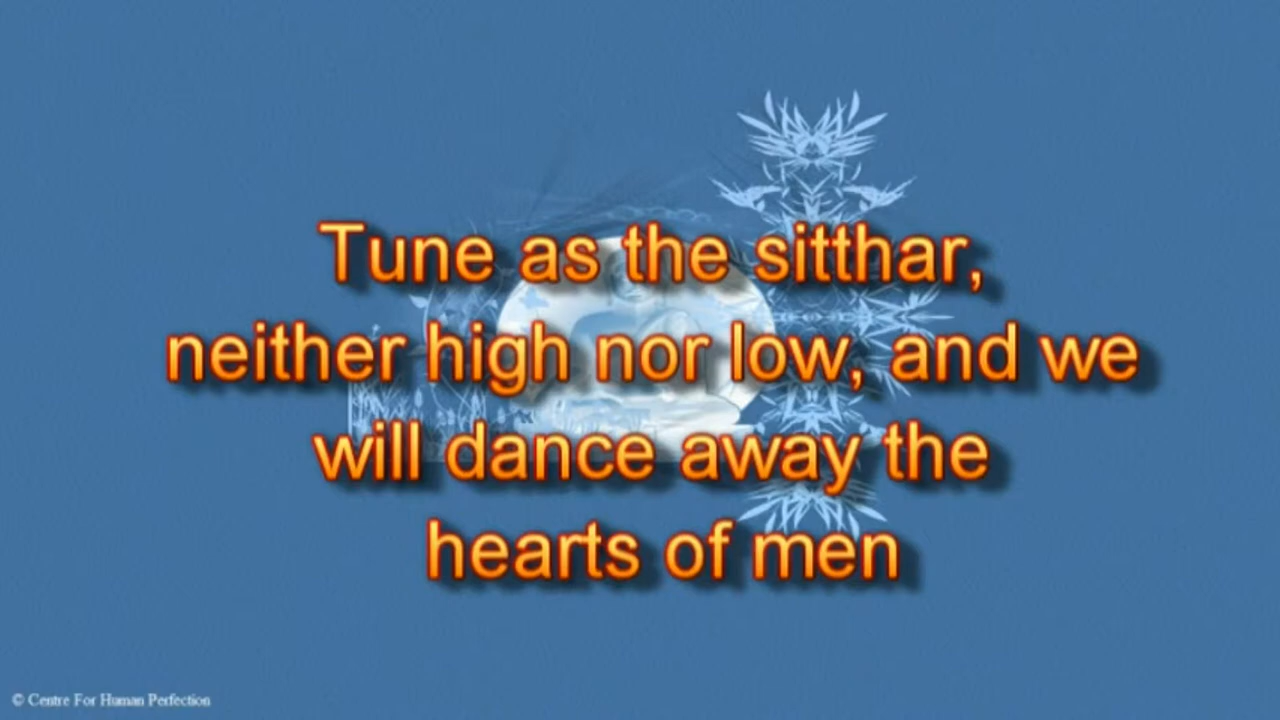 Tune as the sitthar,
neither high nor low, and we
will dance away the
hearts of men
© Centre For Human Perfection